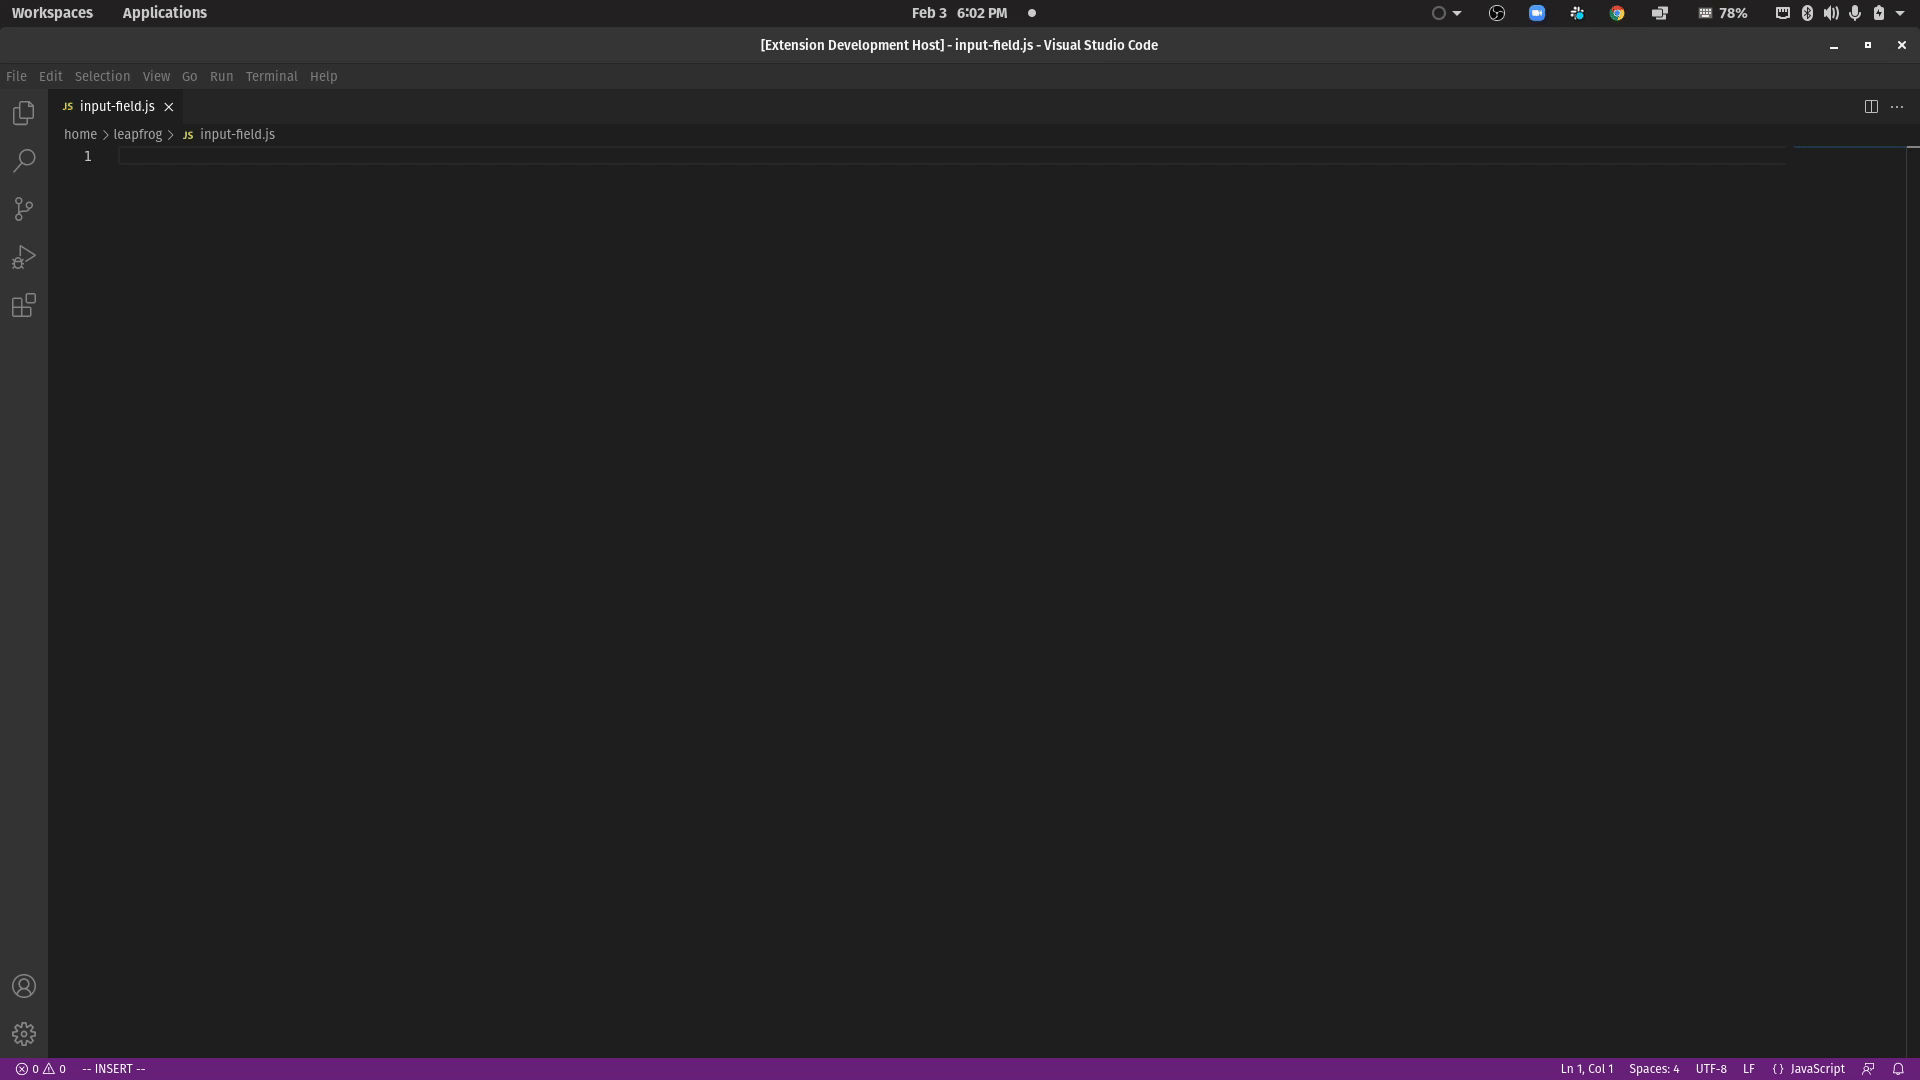 Workspaces Applications Feb 3 6:02 PM 78%
[Extension Development Host] - input-field.js - Visual Studio Code
File Edit Selection View Go Run Terminal Help
JS input-field.js
home > leapfrog > JS input-field.js
1
0 0 -- INSERT -- Ln 1, Col 1 Spaces: 4 UTF-8 LF {} JavaScript